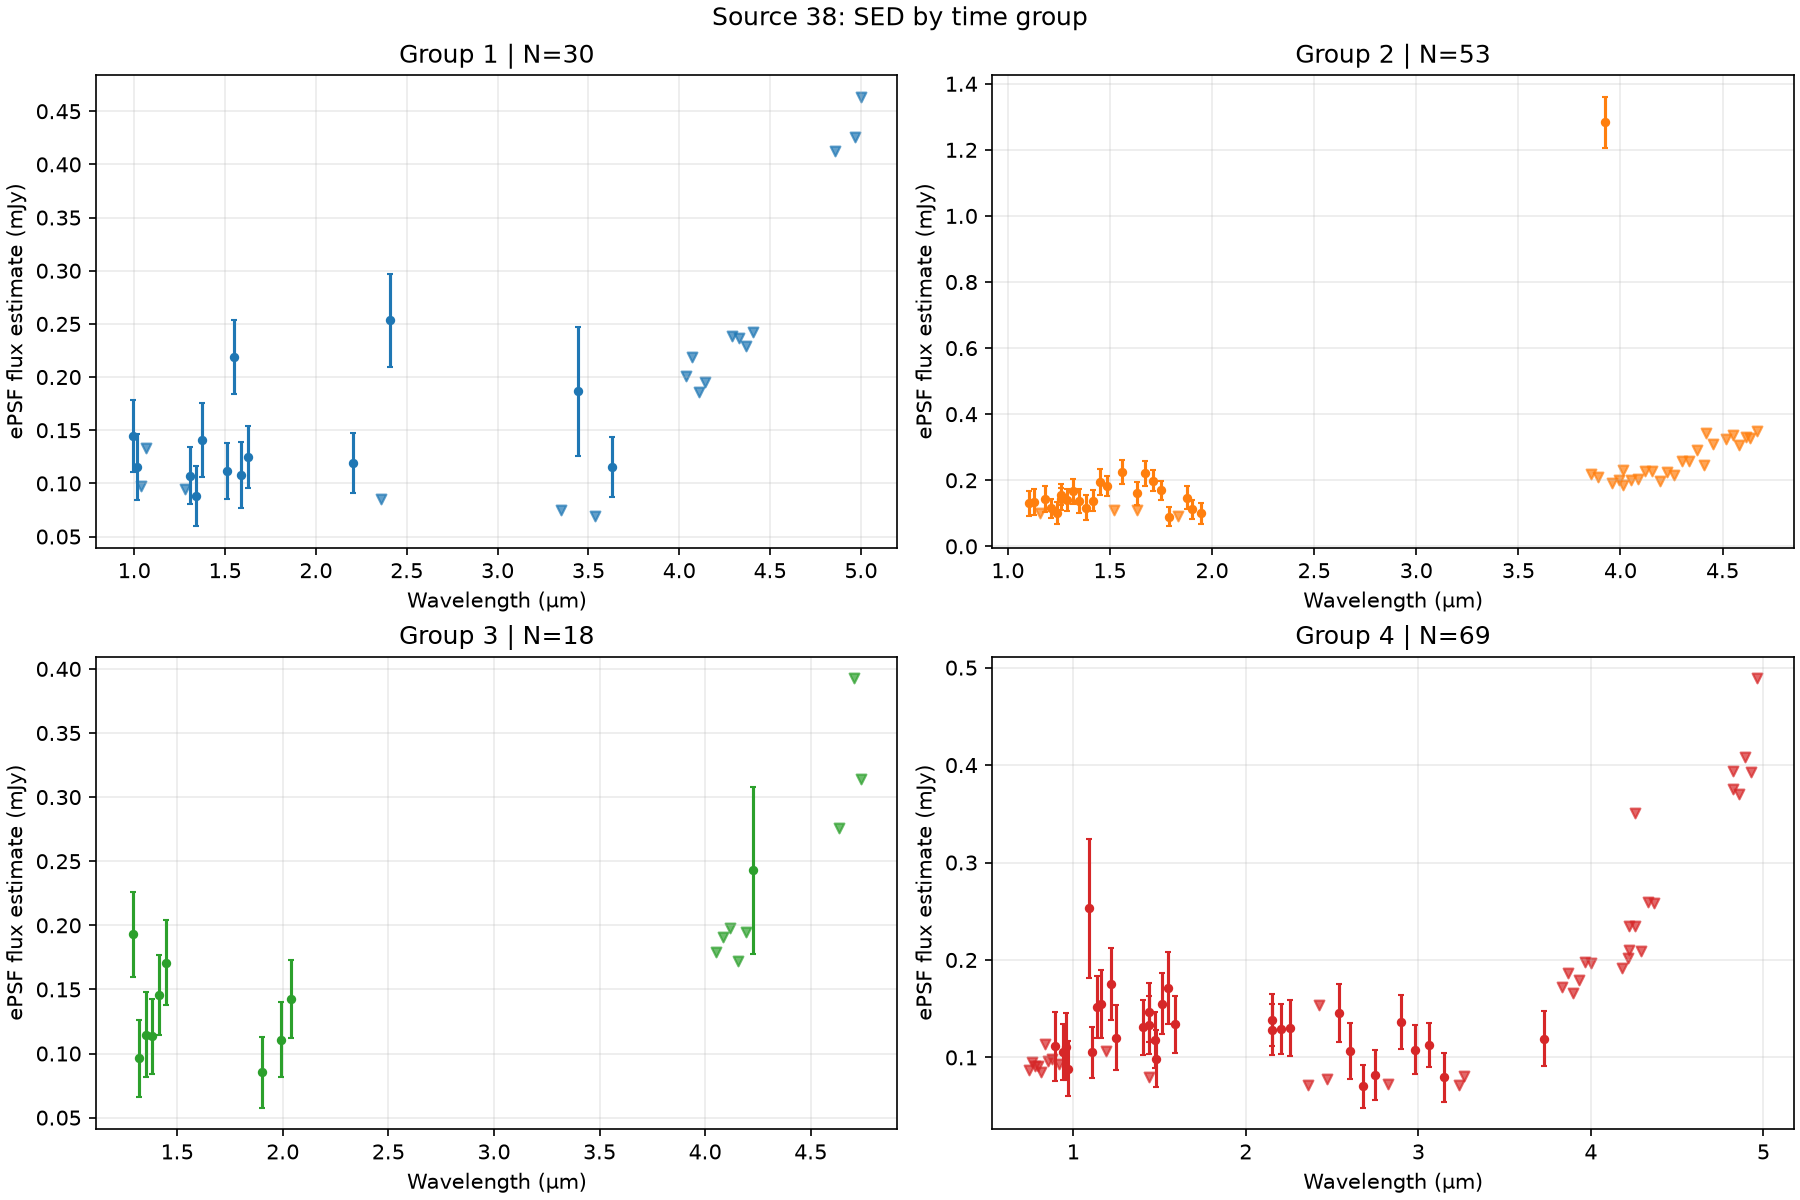 Source 38: SED by time group
Group 1 | N=30
ePSF flux estimate (mJy)
0.45
0.40
0.35
0.30
0.25
0.20
0.15
0.10
0.05
1.0 1.5 2.0 2.5 3.0 3.5 4.0 4.5 5.0
Wavelength (µm)
Group 2 | N=53
ePSF flux estimate (mJy)
1.4
1.2
1.0
0.8
0.6
0.4
0.2
0.0
1.0 1.5 2.0 2.5 3.0 3.5 4.0 4.5
Wavelength (µm)
Group 3 | N=18
ePSF flux estimate (mJy)
0.40
0.35
0.30
0.25
0.20
0.15
0.10
0.05
1.5 2.0 2.5 3.0 3.5 4.0 4.5
Wavelength (µm)
Group 4 | N=69
ePSF flux estimate (mJy)
0.5
0.4
0.3
0.2
0.1
1 2 3 4 5
Wavelength (µm)